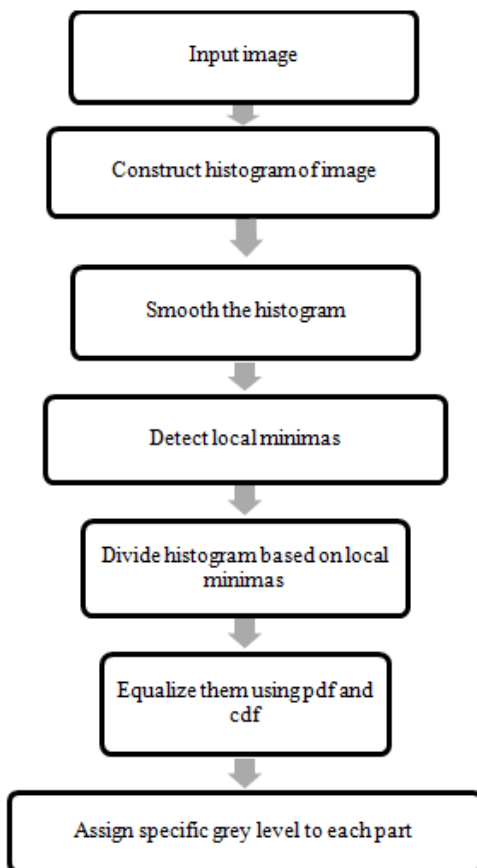 Input image
Construct histogram of image
Smooth the histogram
Detect local minimas
Divide histogram based on local
minimas
Equalize them using pdf and
cdf
Assign specific grey level to each part